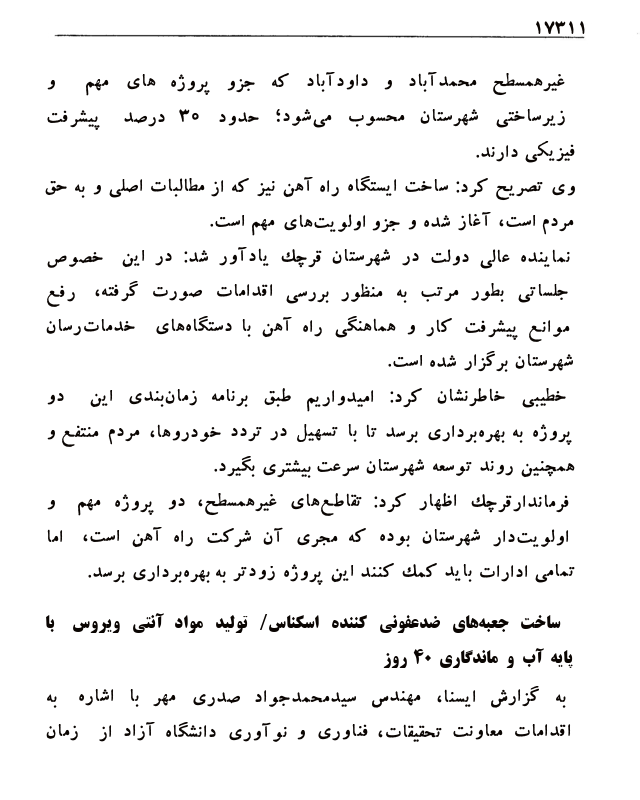 ۱۷۳۱۱
غیرهمسطح محمدآباد و داودآباد که جزو پروژه های مهم و
زیرساختی شهرستان محسوب می‌شود؛ حدود ۳۰ درصد پیشرفت
فیزیکی دارند.
وی تصریح کرد: ساخت ایستگاه راه آهن نیز که از مطالبات اصلی و به حق
مردم است، آغاز شده و جزو اولویت‌های مهم است.
نماینده عالی دولت در شهرستان قرچك یادآور شد: در این خصوص
جلساتی بطور مرتب به منظور بررسی اقدامات صورت گرفته، رفع
موانع پیشرفت کار و هماهنگی راه آهن با دستگاه‌های خدمات‌رسان
شهرستان برگزار شده است.
خطیبی خاطرنشان کرد: امیدواریم طبق برنامه زمان‌بندی این دو
پروژه به بهره‌برداری برسد تا با تسهیل در تردد خودروها، مردم منتفع و
همچنین روند توسعه شهرستان سرعت بیشتری بگیرد.
فرماندارقرچك اظهار کرد: تقاطع‌های غیرهمسطح، دو پروژه مهم و
اولویت‌دار شهرستان بوده که مجری آن شرکت راه آهن است، اما
تمامی ادارات باید کمك کنند این پروژه زودتر به بهره‌برداری برسد.
ساخت جعبه‌های ضدعفونی کننده اسکناس/ تولید مواد آنتی ویروس با
پایه آب و ماندگاری ۴۰ روز
به گزارش ایسنا، مهندس سیدمحمدجواد صدری مهر با اشاره به
اقدامات معاونت تحقیقات، فناوری و نوآوری دانشگاه آزاد از زمان